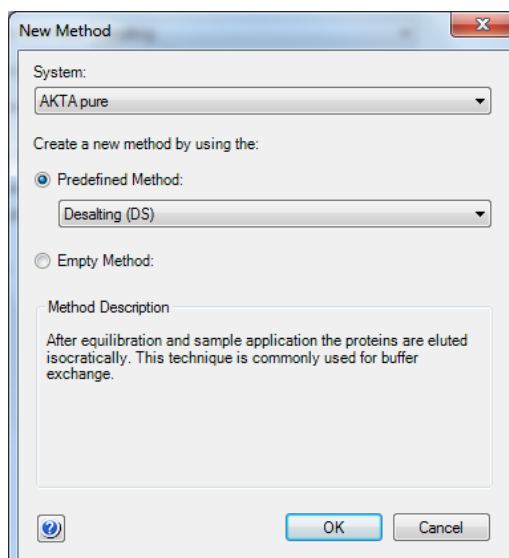 New Method
System:
AKTA pure
Create a new method by using the:
Predefined Method:
Desalting (DS)
Empty Method:
Method Description
After equilibration and sample application the proteins are eluted
isocratically. This technique is commonly used for buffer
exchange.
OK
Cancel